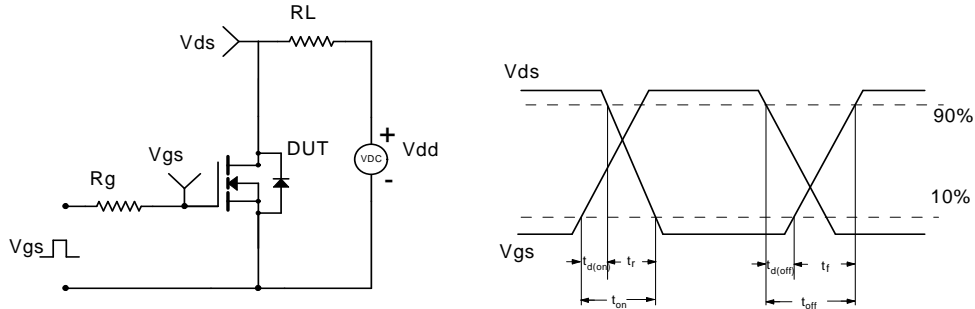 RL
Vds
DUT
Vgs
VDC
+
-
Vdd
Rg
Vgs
Vds
90%
10%
Vgs
td(on) tr td(off) tf
ton toff